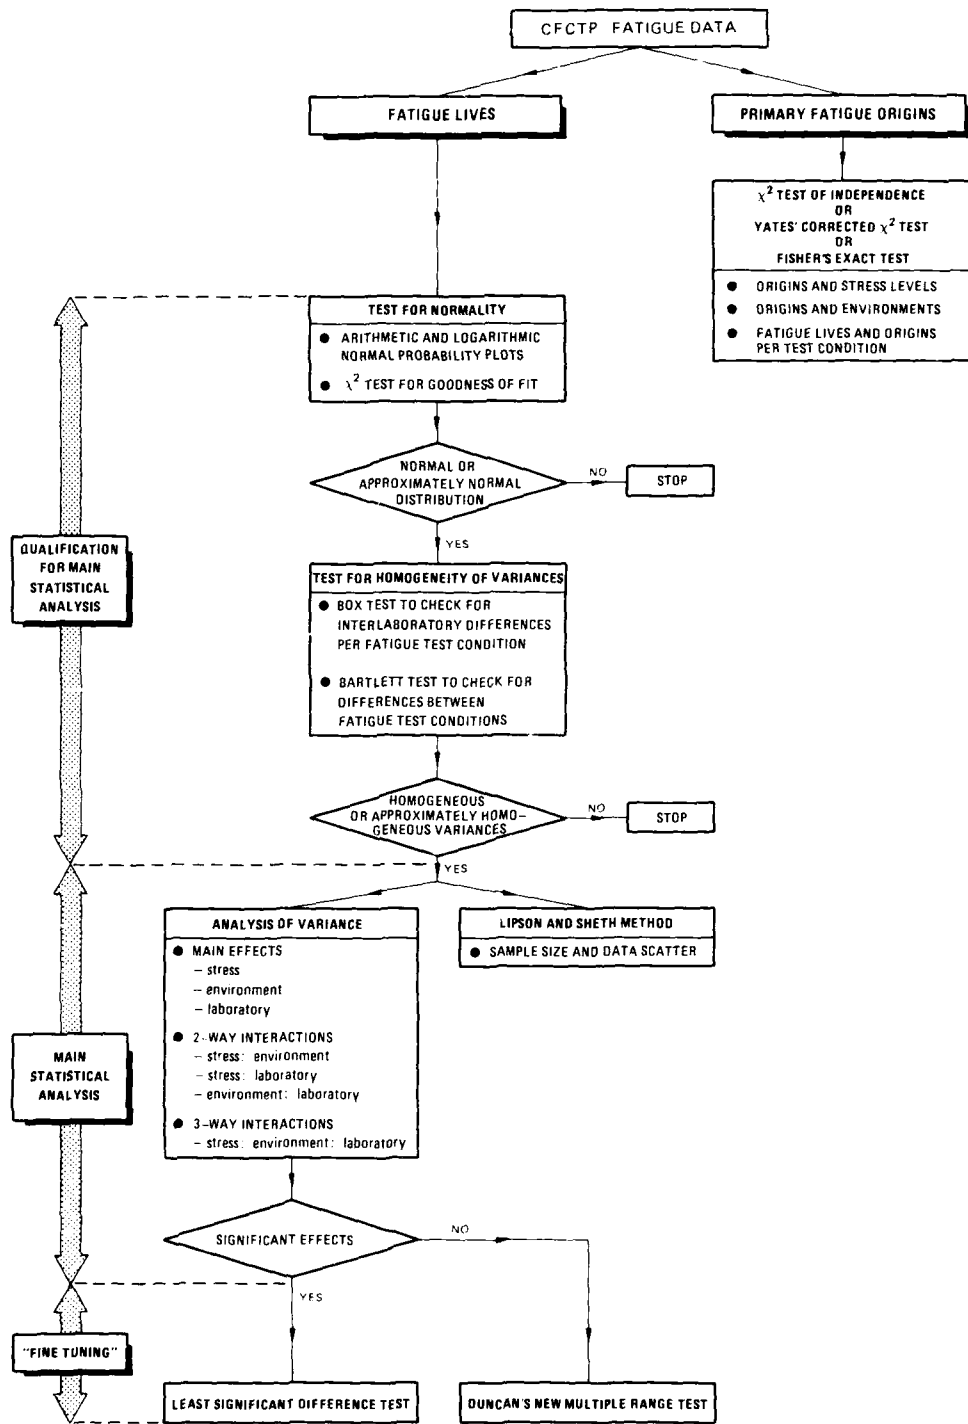 CFCTP FATIGUE DATA
FATIGUE LIVES
PRIMARY FATIGUE ORIGINS
χ² TEST OF INDEPENDENCE
OR
YATES' CORRECTED χ² TEST
OR
FISHER'S EXACT TEST
● ORIGINS AND STRESS LEVELS
● ORIGINS AND ENVIRONMENTS
● FATIGUE LIVES AND ORIGINS
PER TEST CONDITION
TEST FOR NORMALITY
● ARITHMETIC AND LOGARITHMIC
NORMAL PROBABILITY PLOTS
● χ² TEST FOR GOODNESS OF FIT
NORMAL OR
APPROXIMATELY NORMAL
DISTRIBUTION
NO
STOP
YES
QUALIFICATION
FOR MAIN
STATISTICAL
ANALYSIS
TEST FOR HOMOGENEITY OF VARIANCES
● BOX TEST TO CHECK FOR
INTERLABORATORY DIFFERENCES
PER FATIGUE TEST CONDITION
● BARTLETT TEST TO CHECK FOR
DIFFERENCES BETWEEN
FATIGUE TEST CONDITIONS
HOMOGENEOUS
OR APPROXIMATELY HOMO-
GENEOUS VARIANCES
NO
STOP
YES
ANALYSIS OF VARIANCE
● MAIN EFFECTS
– stress
– environment
– laboratory
● 2-WAY INTERACTIONS
– stress: environment
– stress: laboratory
– environment: laboratory
● 3-WAY INTERACTIONS
– stress: environment: laboratory
LIPSON AND SHETH METHOD
● SAMPLE SIZE AND DATA SCATTER
MAIN
STATISTICAL
ANALYSIS
SIGNIFICANT EFFECTS
NO
YES
"FINE TUNING"
LEAST SIGNIFICANT DIFFERENCE TEST
DUNCAN'S NEW MULTIPLE RANGE TEST